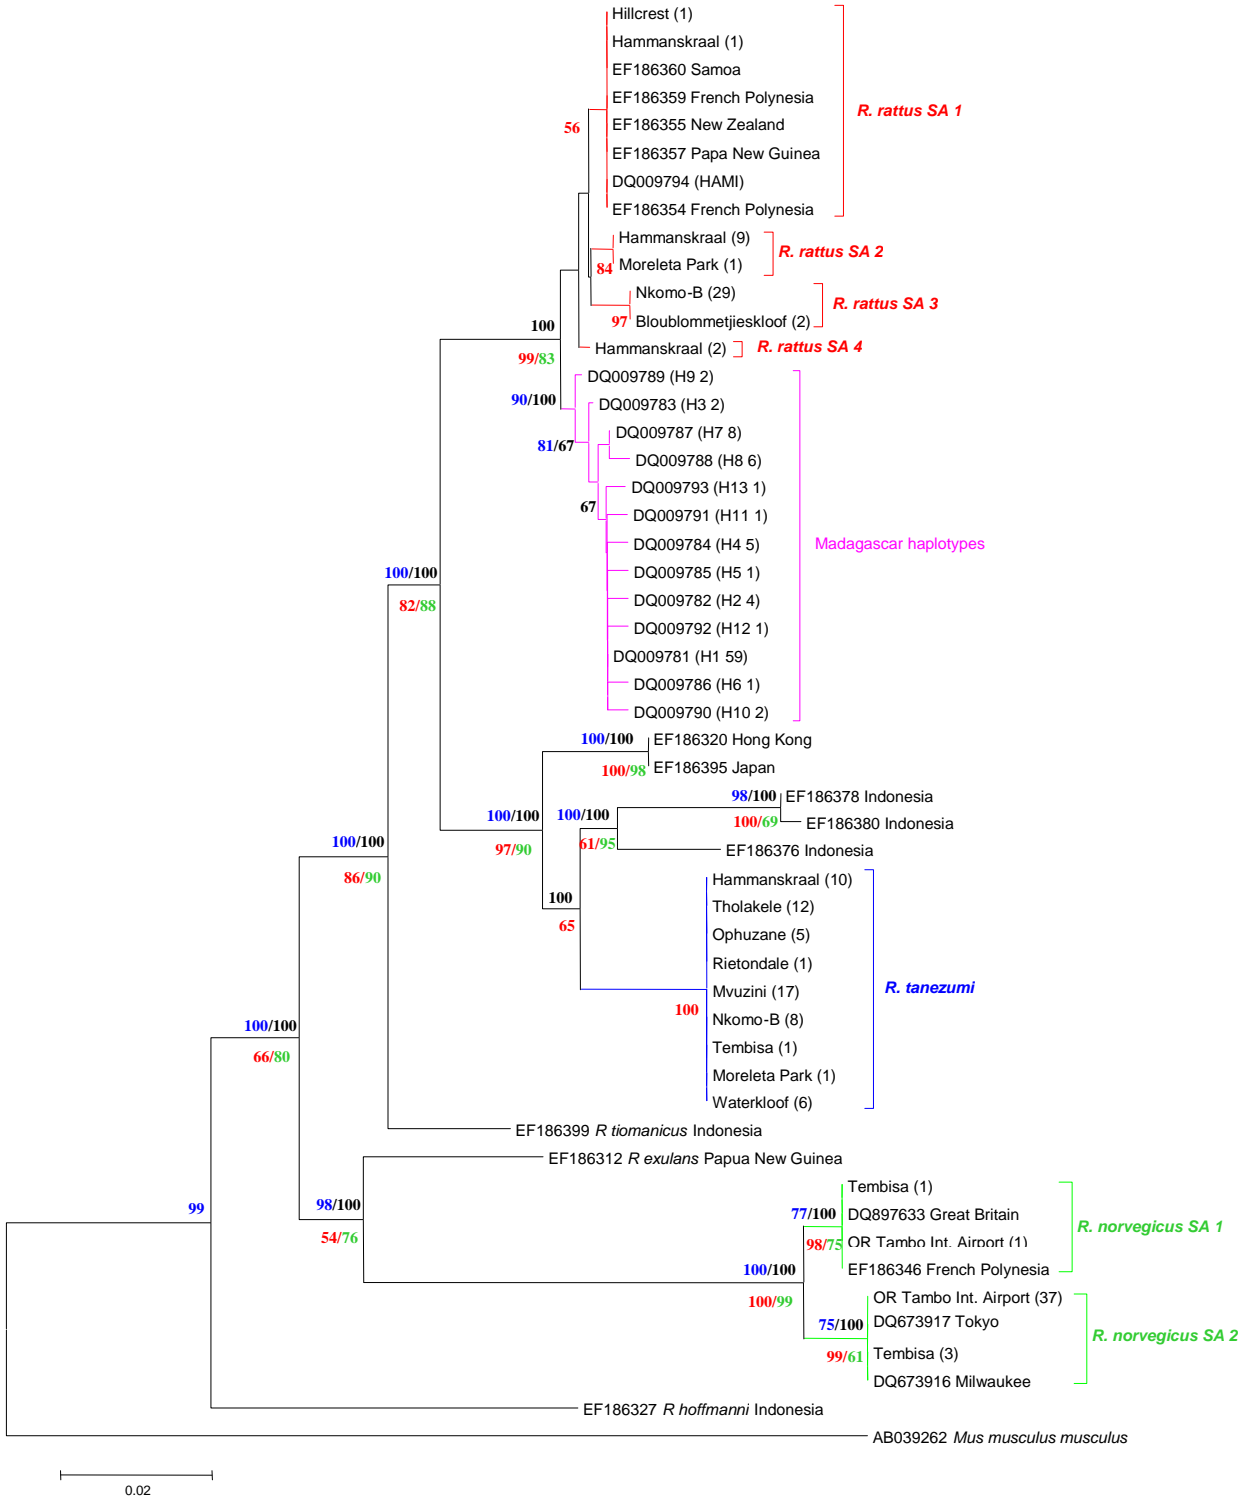 Hillcrest (1)
Hammanskraal (1)
EF186360 Samoa
EF186359 French Polynesia
R. rattus SA 1
56
EF186355 New Zealand
EF186357 Papa New Guinea
DQ009794 (HAMI)
EF186354 French Polynesia
Hammanskraal (9)
R. rattus SA 2
84
Moreleta Park (1)
Nkomo-B (29)
R. rattus SA 3
97
Bloublommetjieskloof (2)
100
Hammanskraal (2)
R. rattus SA 4
99/83
DQ009789 (H9 2)
90/100
DQ009783 (H3 2)
DQ009787 (H7 8)
81/67
DQ009788 (H8 6)
DQ009793 (H13 1)
67
DQ009791 (H11 1)
DQ009784 (H4 5)
Madagascar haplotypes
100/100
DQ009785 (H5 1)
82/88
DQ009782 (H2 4)
DQ009792 (H12 1)
DQ009781 (H1 59)
DQ009786 (H6 1)
DQ009790 (H10 2)
100/100
EF186320 Hong Kong
100/98
EF186395 Japan
98/100
EF186378 Indonesia
100/100
100/100
100/69
EF186380 Indonesia
100/100
97/90
61/95
EF186376 Indonesia
86/90
Hammanskraal (10)
100
Tholakele (12)
65
Ophuzane (5)
Rietondale (1)
R. tanezumi
Mvuzini (17)
100
Nkomo-B (8)
100/100
Tembisa (1)
66/80
Moreleta Park (1)
Waterkloof (6)
EF186399 R tiomanicus Indonesia
EF186312 R exulans Papua New Guinea
Tembisa (1)
99
98/100
77/100
DQ897633 Great Britain
R. norvegicus SA 1
54/76
98/75
OR Tambo Int. Airport (1)
100/100
EF186346 French Polynesia
100/99
OR Tambo Int. Airport (37)
75/100
DQ673917 Tokyo
R. norvegicus SA 2
99/61
Tembisa (3)
DQ673916 Milwaukee
EF186327 R hoffmanni Indonesia
AB039262 Mus musculus musculus
0.02